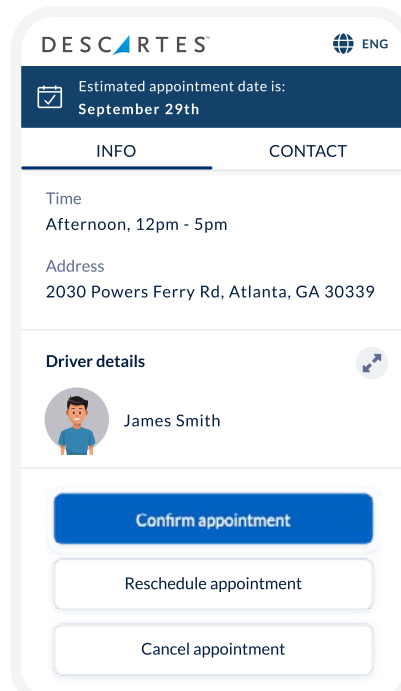 DESCARTES™
ENG
Estimated appointment date is:
September 29th
INFO
CONTACT
Time
Afternoon, 12pm - 5pm
Address
2030 Powers Ferry Rd, Atlanta, GA 30339
Driver details
James Smith
Confirm appointment
Reschedule appointment
Cancel appointment